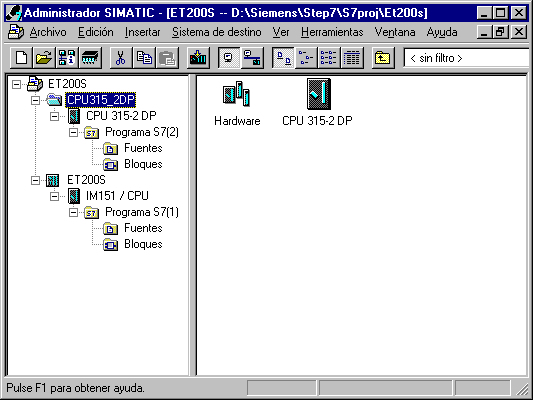 Administrador SIMATIC - [ET200S -- D:\Siemens\Step7\S7proj\Et200s]
Archivo Edición Insertar Sistema de destino Ver Herramientas Ventana Ayuda
< sin filtro >
ET200S
CPU315_2DP
CPU 315-2 DP
Programa S7(2)
Fuentes
Bloques
ET200S
IM151 / CPU
Programa S7(1)
Fuentes
Bloques
Hardware
CPU 315-2 DP
Pulse F1 para obtener ayuda.